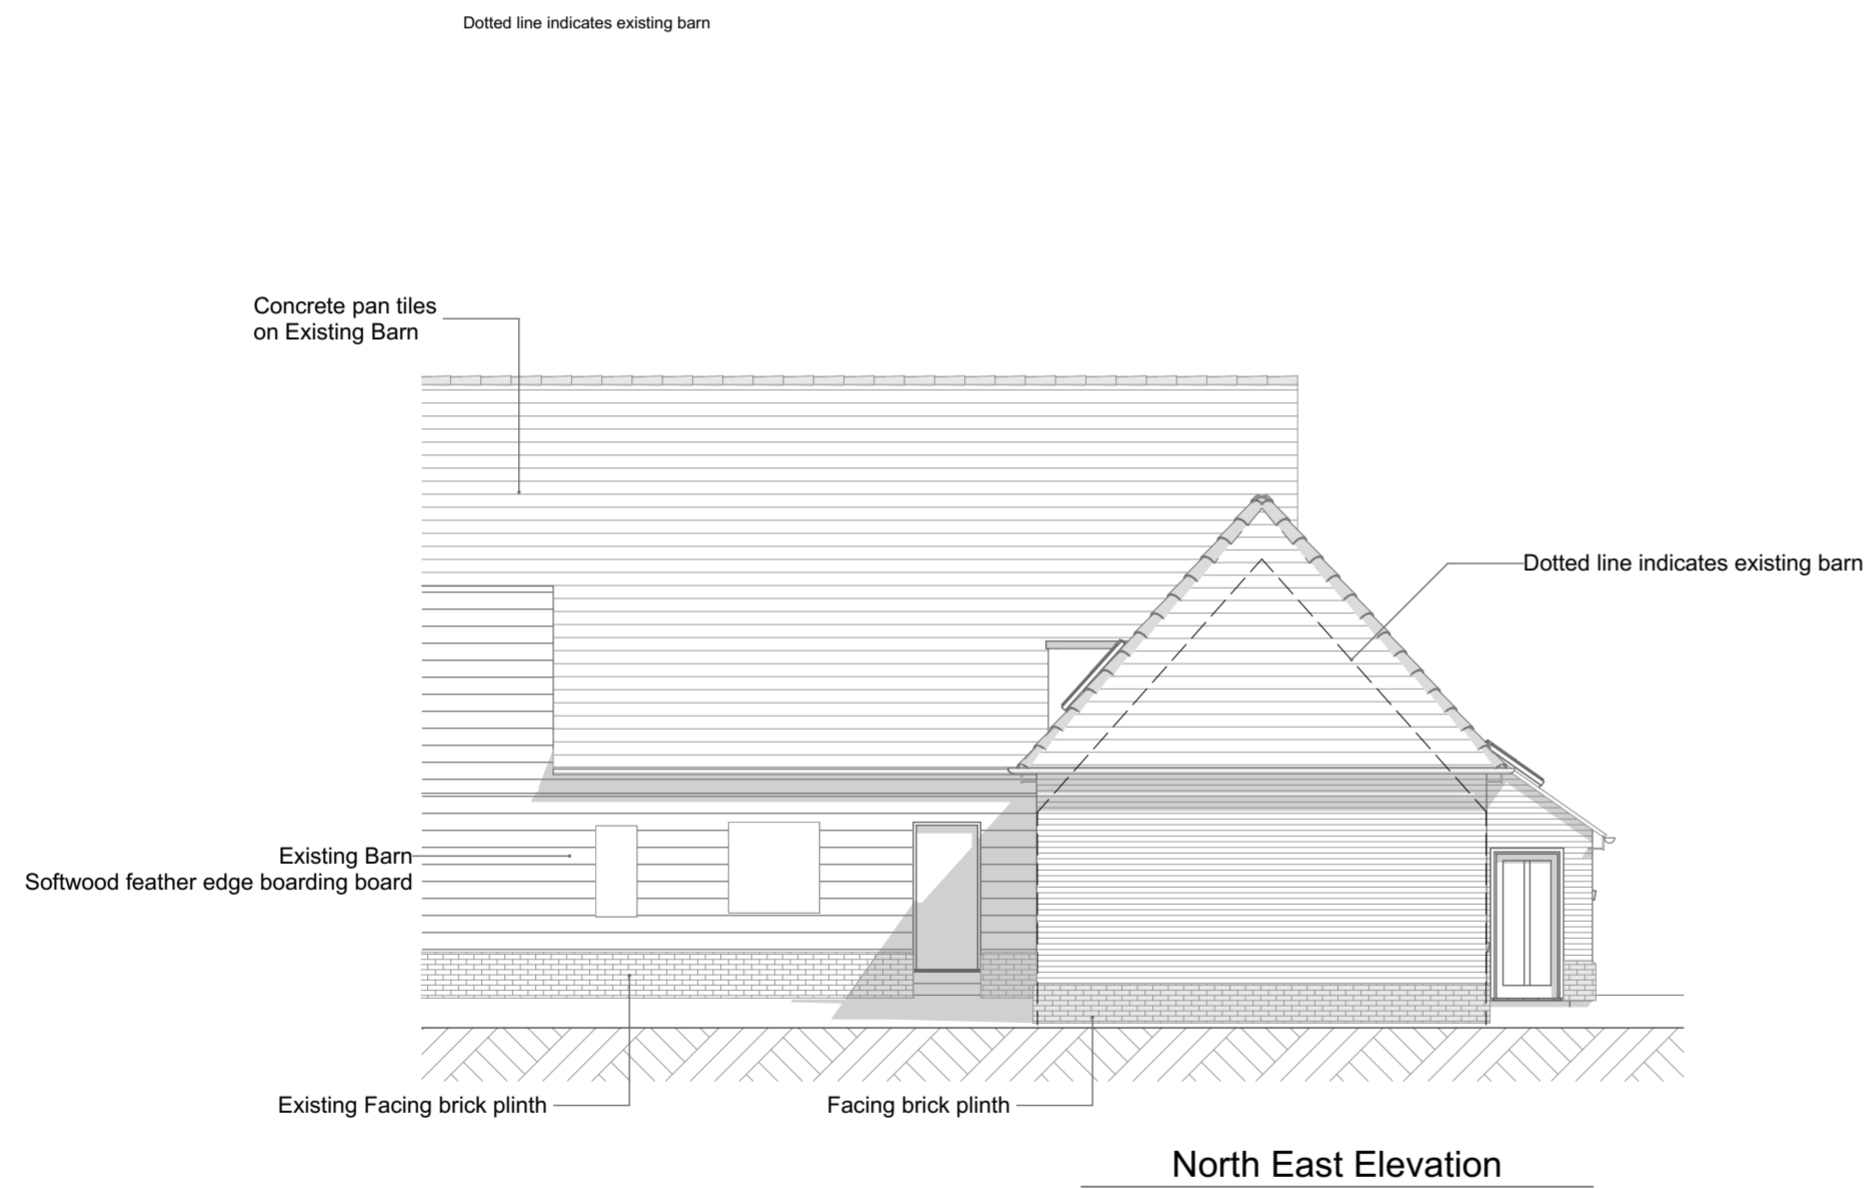 Dotted line indicates existing barn
Concrete pan tiles
on Existing Barn
Dotted line indicates existing barn
Existing Barn
Softwood feather edge boarding board
Existing Facing brick plinth
Facing brick plinth
North East Elevation